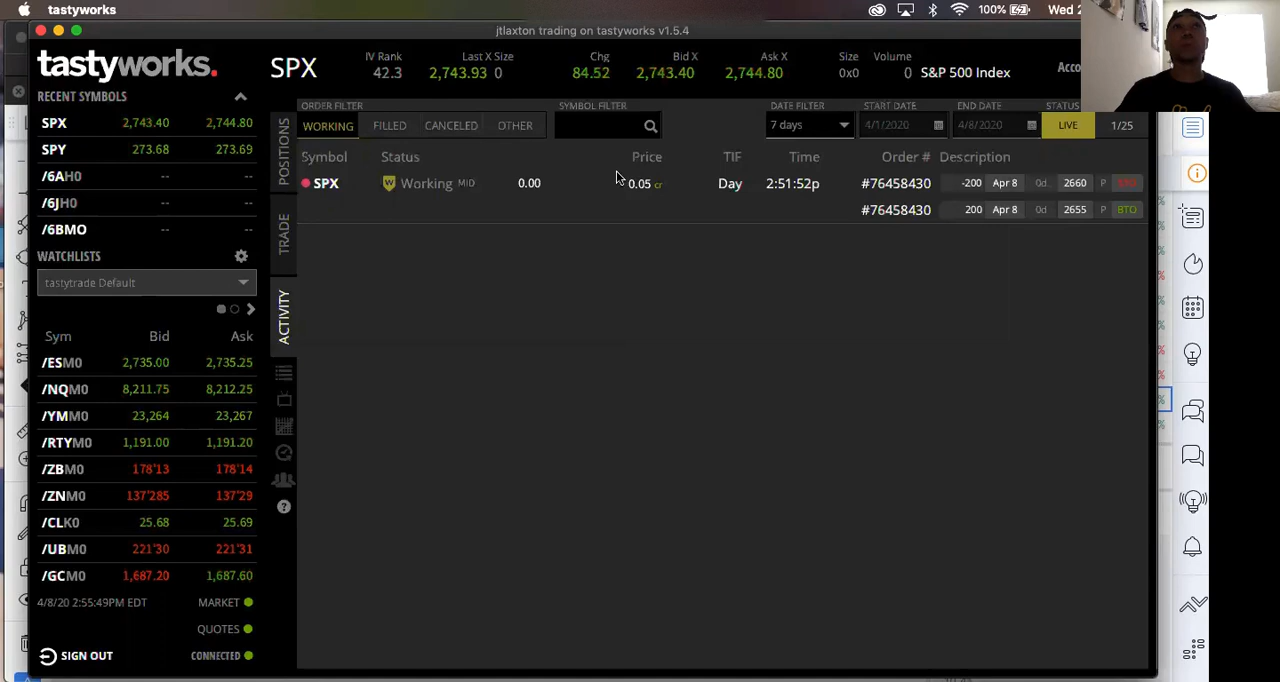 tastyworks
100%
Wed 2
jtlaxton trading on tastyworks v1.5.4
tastyworks.
SPX
IV Rank
42.3
Last X Size
2,743.93 0
Chg
84.52
Bid X
2,743.40
Ask X
2,744.80
Size
0x0
Volume
0
S&P 500 Index
Acco
RECENT SYMBOLS
SPX 2,743.40 2,744.80
SPY 273.68 273.69
/6AH0 -- --
/6JH0 -- --
/6BM0 -- --
WATCHLISTS
tastytrade Default
Sym Bid Ask
/ESM0 2,735.00 2,735.25
/NQM0 8,211.75 8,212.25
/YMM0 23,264 23,267
/RTYM0 1,191.00 1,191.20
/ZBM0 178'13 178'14
/ZNM0 137'285 137'29
/CLK0 25.68 25.69
/UBM0 221'30 221'31
/GCM0 1,687.20 1,687.60
4/8/20 2:55:49PM EDT MARKET
QUOTES
SIGN OUT CONNECTED
POSITIONS
TRADE
ACTIVITY
ORDER FILTER SYMBOL FILTER DATE FILTER START DATE END DATE STATUS
WORKING FILLED CANCELED OTHER 7 days 4/1/2020 4/8/2020 LIVE 1/25
Symbol Status Price TIF Time Order # Description
SPX W Working MID 0.00 0.05 cr Day 2:51:52p #76458430 -200 Apr 8 0d 2660 P STO
#76458430 200 Apr 8 0d 2655 P BTO